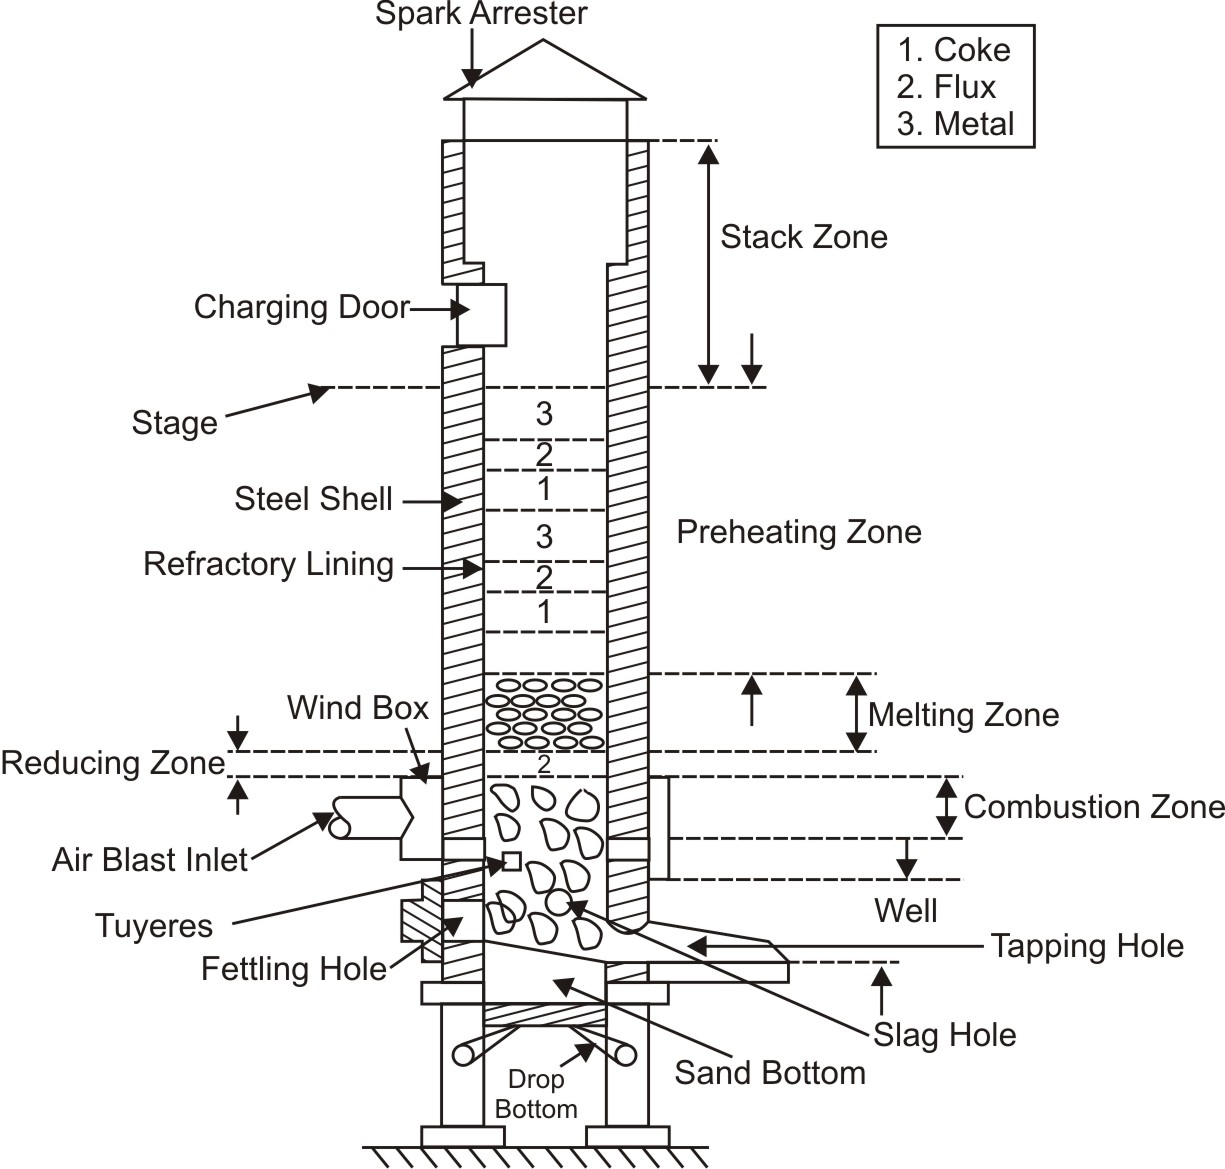 Spark Arrester
1. Coke
2. Flux
3. Metal
Stack Zone
Charging Door
Stage
3
2
1
Steel Shell
3
Preheating Zone
Refractory Lining
2
1
Wind Box
Melting Zone
Reducing Zone
2
Combustion Zone
Air Blast Inlet
Well
Tuyeres
Tapping Hole
Fettling Hole
Slag Hole
Sand Bottom
Drop
Bottom